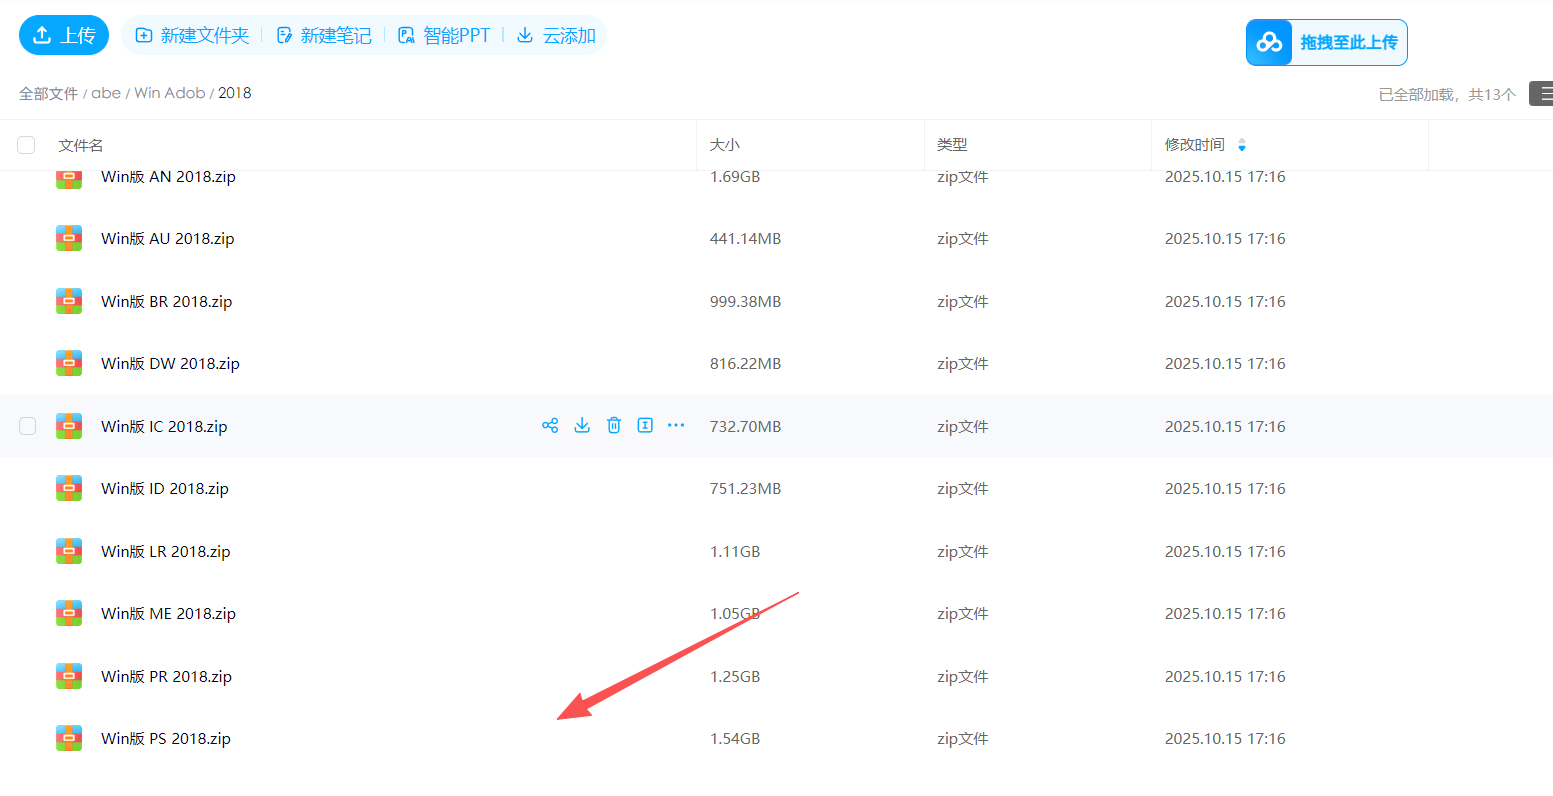 上传 新建文件夹 新建笔记 智能PPT 云添加 拖拽至此上传
全部文件 / abe / Win Adob / 2018 已全部加载，共13个
文件名 大小 类型 修改时间
Win版 AN 2018.zip 1.69GB zip文件 2025.10.15 17:16
Win版 AU 2018.zip 441.14MB zip文件 2025.10.15 17:16
Win版 BR 2018.zip 999.38MB zip文件 2025.10.15 17:16
Win版 DW 2018.zip 816.22MB zip文件 2025.10.15 17:16
Win版 IC 2018.zip 732.70MB zip文件 2025.10.15 17:16
Win版 ID 2018.zip 751.23MB zip文件 2025.10.15 17:16
Win版 LR 2018.zip 1.11GB zip文件 2025.10.15 17:16
Win版 ME 2018.zip 1.05GB zip文件 2025.10.15 17:16
Win版 PR 2018.zip 1.25GB zip文件 2025.10.15 17:16
Win版 PS 2018.zip 1.54GB zip文件 2025.10.15 17:16